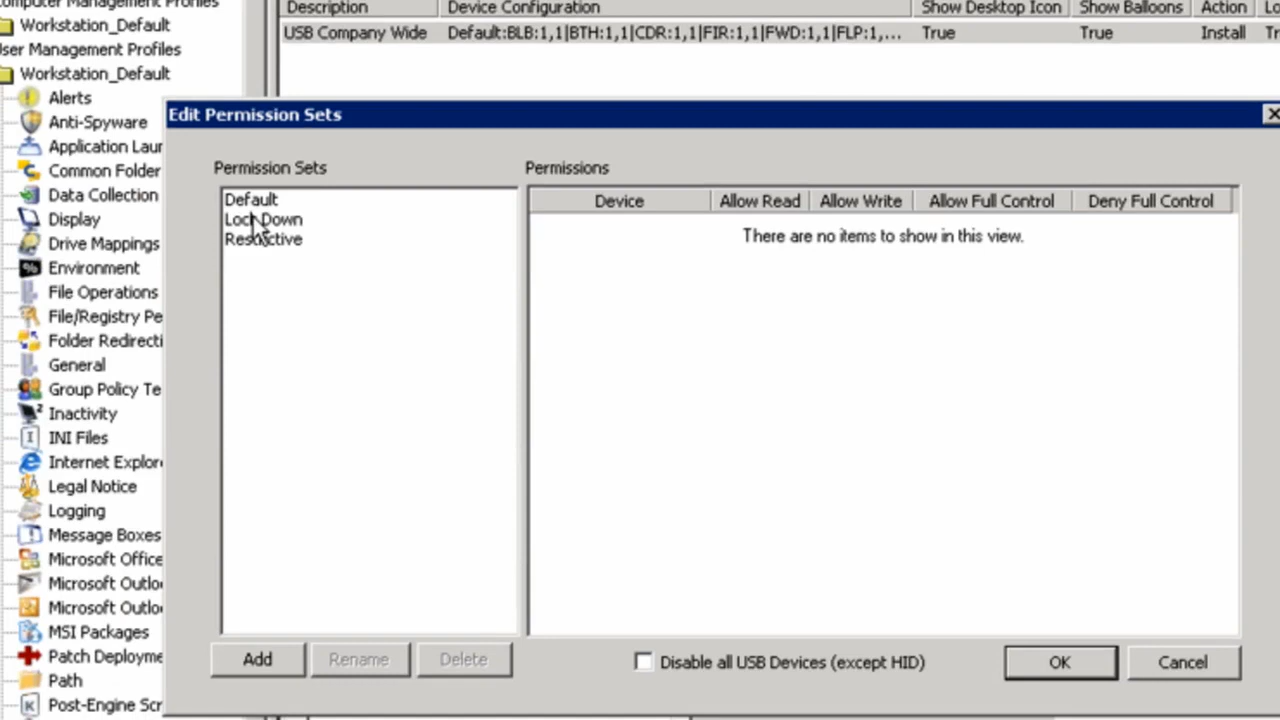 omputer Management Profiles
Workstation_Default
Jser Management Profiles
Workstation_Default
Alerts
Anti-Spyware
Application Laur
Common Folder
Data Collection
Display
Drive Mappings
Environment
File Operations
File/Registry Pe
Folder Redirecti
General
Group Policy Te
Inactivity
INI Files
Internet Explore
Legal Notice
Logging
Message Boxes
Microsoft Office
Microsoft Outlo
Microsoft Outlo
MSI Packages
Patch Deployme
Path
Post-Engine Scr
Description Device Configuration Show Desktop Icon Show Balloons Action Lo
USB Company Wide Default:BLB:1,1|BTH:1,1|CDR:1,1|FIR:1,1|FWD:1,1|FLP:1,... True True Install Tr
Edit Permission Sets
Permission Sets
Default
Lock Down
Restrictive
Add Rename Delete
Permissions
Device Allow Read Allow Write Allow Full Control Deny Full Control
There are no items to show in this view.
Disable all USB Devices (except HID)
OK Cancel